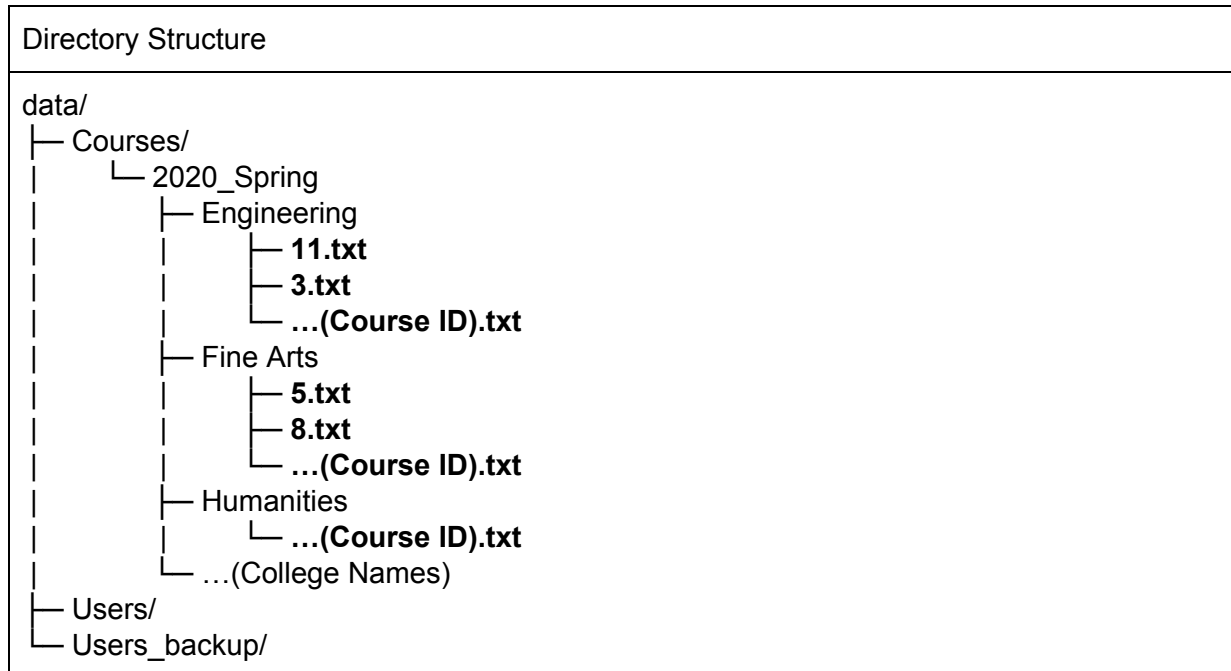 Directory Structure
data/
├─ Courses/
│ └─ 2020_Spring
│ ├─ Engineering
│ │ ├─ 11.txt
│ │ ├─ 3.txt
│ │ └─ …(Course ID).txt
│ ├─ Fine Arts
│ │ ├─ 5.txt
│ │ ├─ 8.txt
│ │ └─ …(Course ID).txt
│ ├─ Humanities
│ │ └─ …(Course ID).txt
│ └─ …(College Names)
├─ Users/
└─ Users_backup/